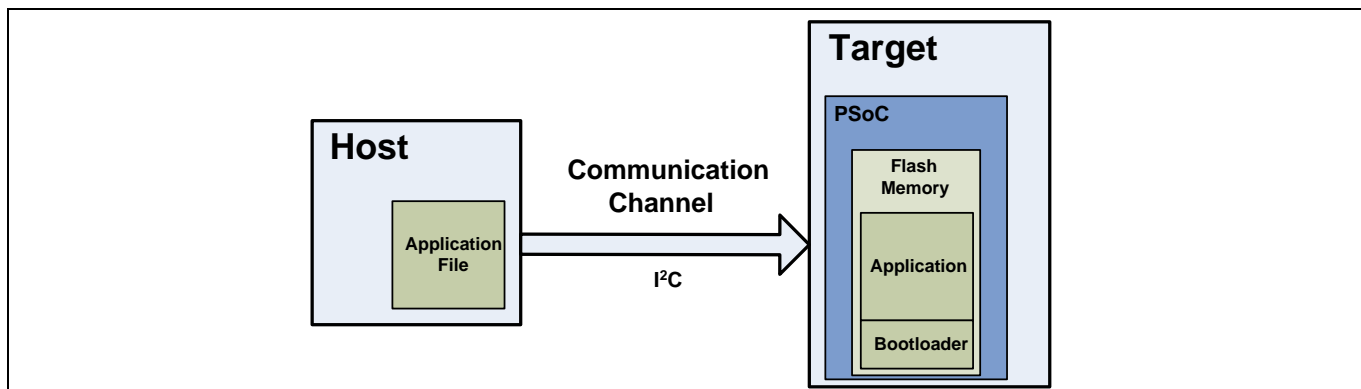 Host
Application
File
Communication
Channel
I²C
Target
PSoC
Flash
Memory
Application
Bootloader